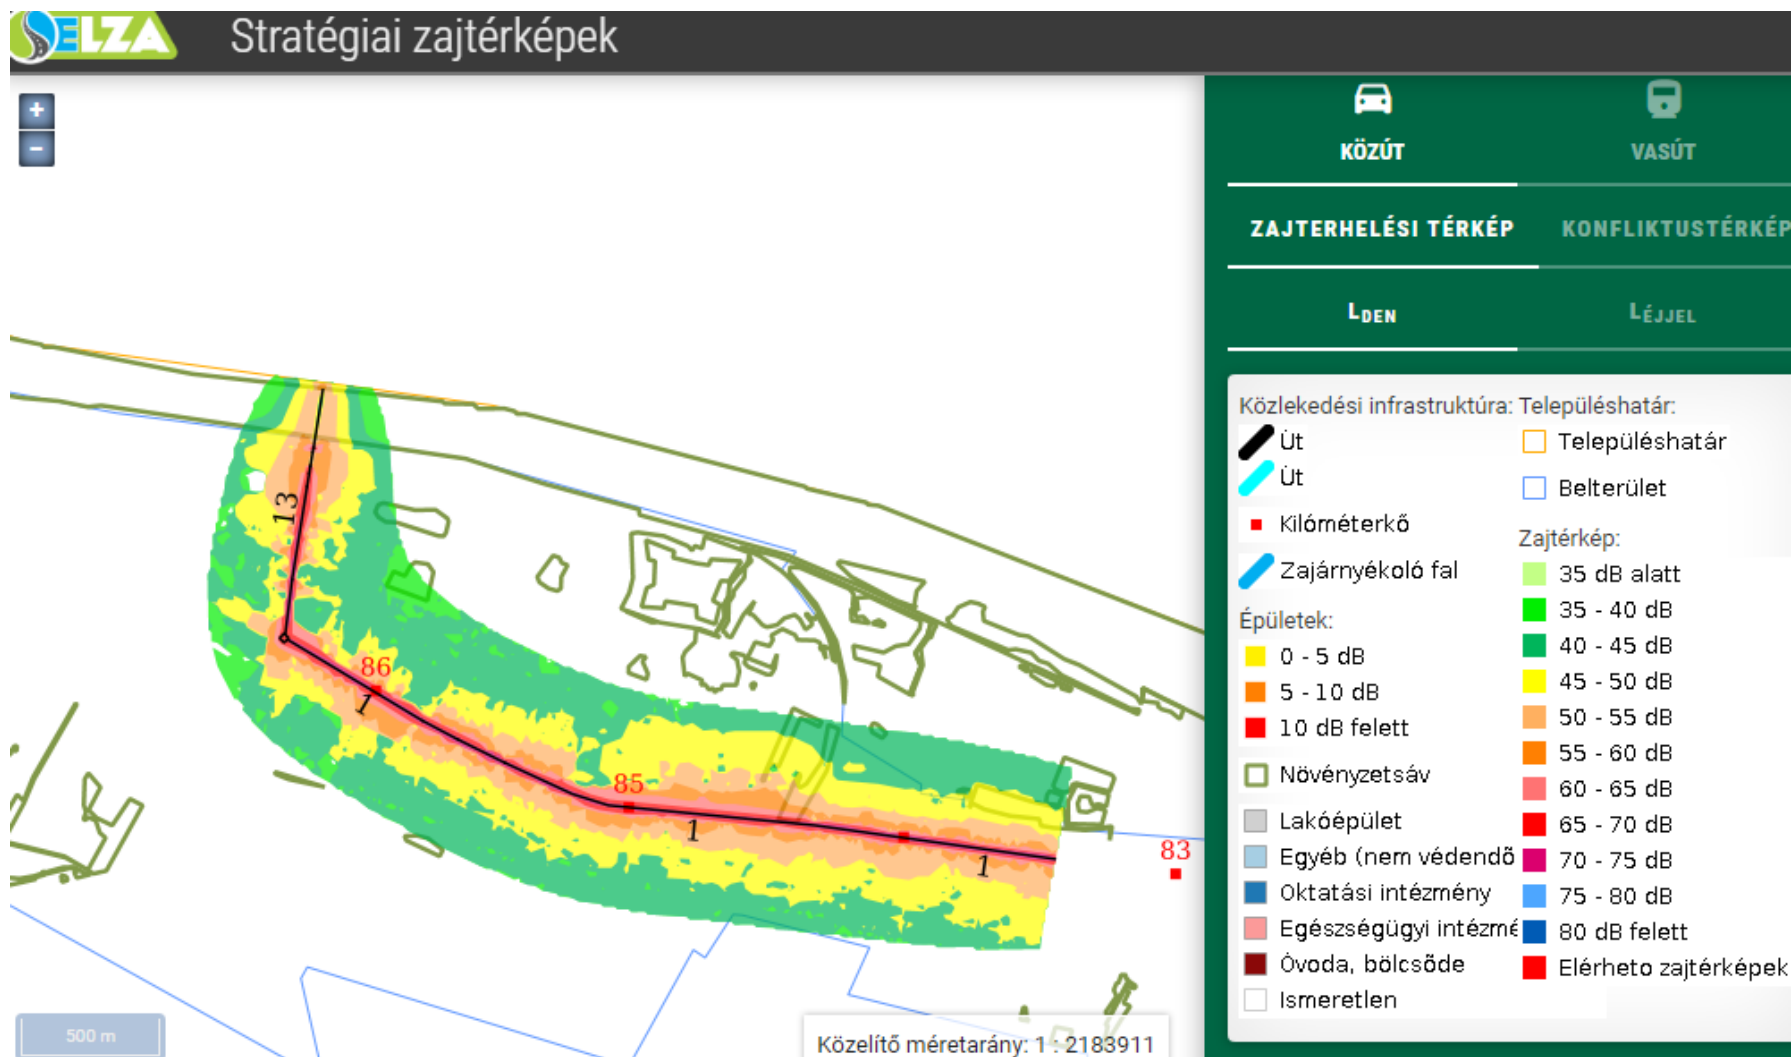 ELZA Stratégiai zajtérképek
+
−
KÖZÚT VASÚT
ZAJTERHELÉSI TÉRKÉP KONFLIKTUSTÉRKÉP
LDEN LÉJJEL
Közlekedési infrastruktúra:
Út
Út
Kilóméterkő
Zajárnyékoló fal
Épületek:
0 - 5 dB
5 - 10 dB
10 dB felett
Növényzetsáv
Lakóépület
Egyéb (nem védendő
Oktatási intézmény
Egészségügyi intézmé
Óvoda, bölcsőde
Ismeretlen
Településhatár:
Településhatár
Belterület
Zajtérkép:
35 dB alatt
35 - 40 dB
40 - 45 dB
45 - 50 dB
50 - 55 dB
55 - 60 dB
60 - 65 dB
65 - 70 dB
70 - 75 dB
75 - 80 dB
80 dB felett
Elérheto zajtérképek
13
86
1
85
1
1
83
500 m
Közelítő méretarány: 1 : 2183911